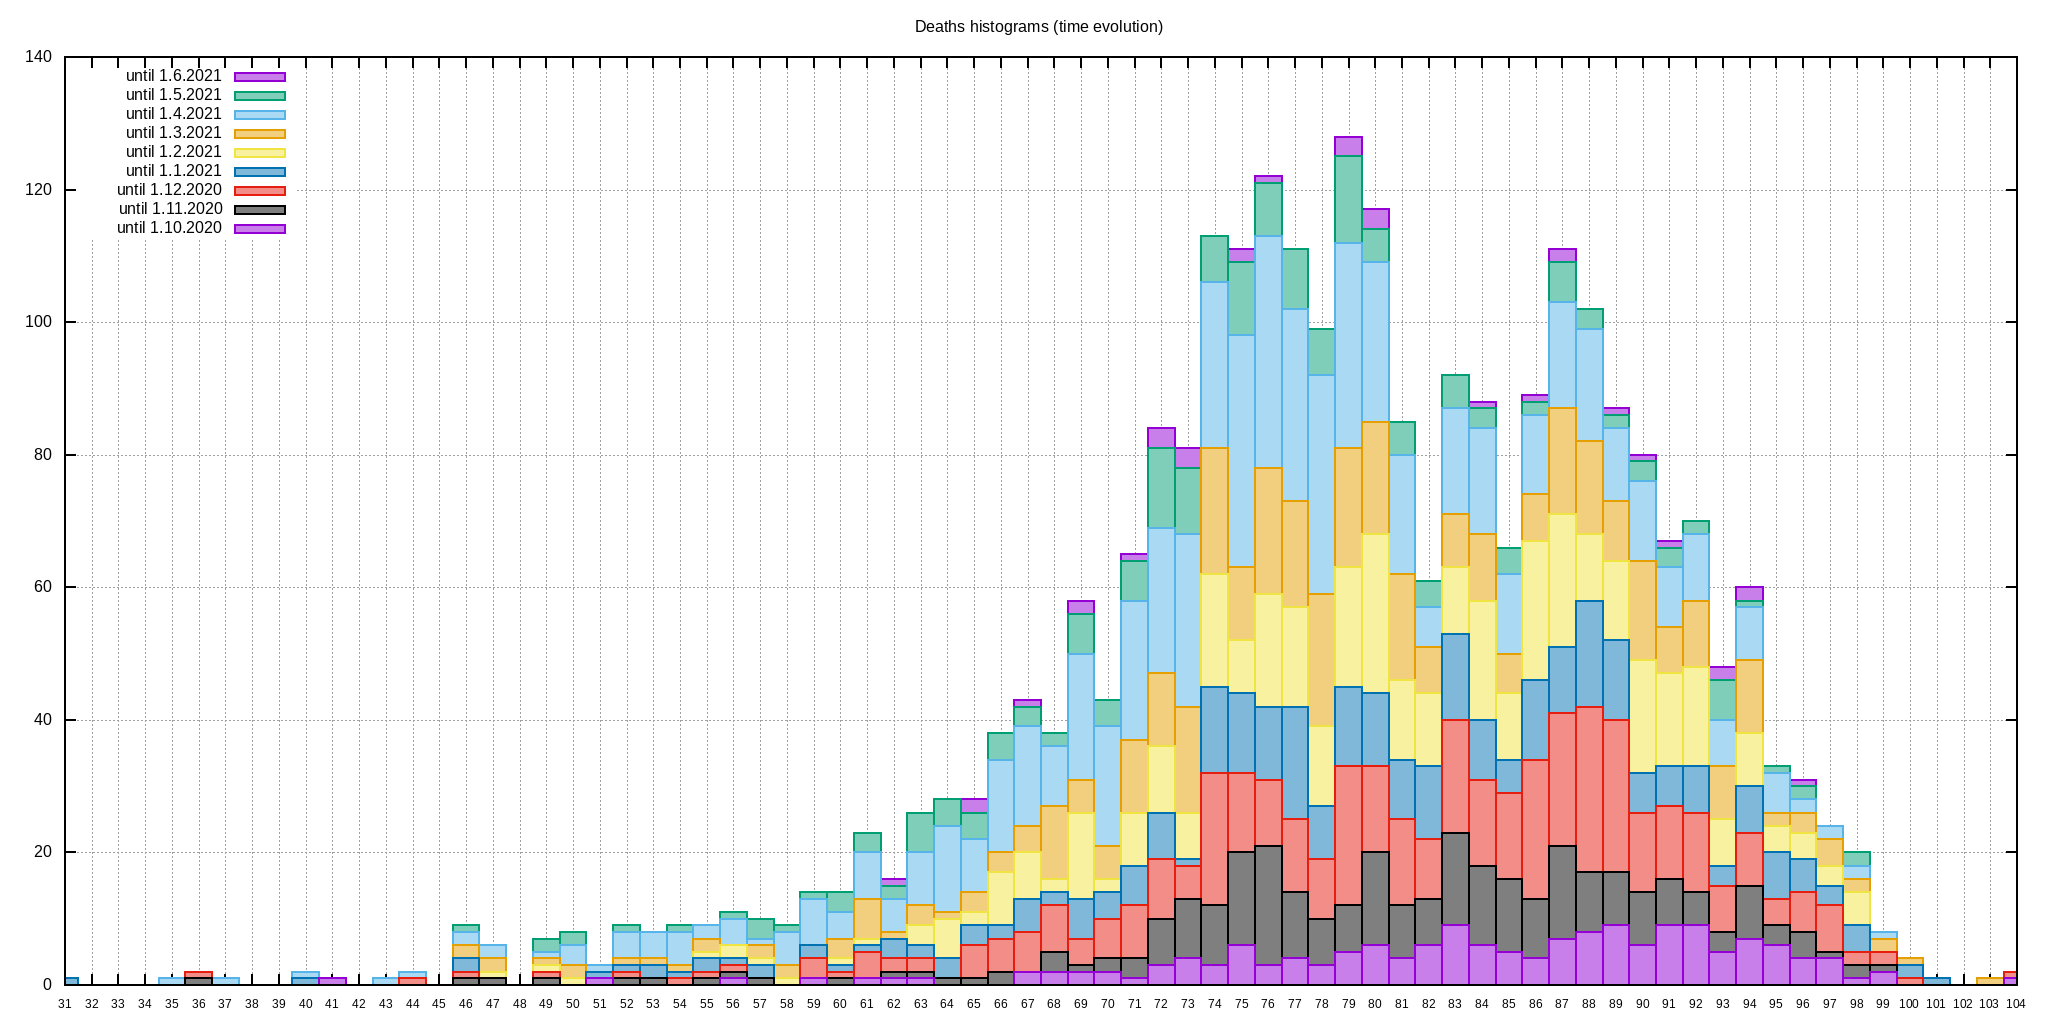 Deaths histograms (time evolution)
until 1.6.2021
until 1.5.2021
until 1.4.2021
until 1.3.2021
until 1.2.2021
until 1.1.2021
until 1.12.2020
until 1.11.2020
until 1.10.2020
140
120
100
80
60
40
20
0
31 32 33 34 35 36 37 38 39 40 41 42 43 44 45 46 47 48 49 50 51 52 53 54 55 56 57 58 59 60 61 62 63 64 65 66 67 68 69 70 71 72 73 74 75 76 77 78 79 80 81 82 83 84 85 86 87 88 89 90 91 92 93 94 95 96 97 98 99 100 101 102 103 104